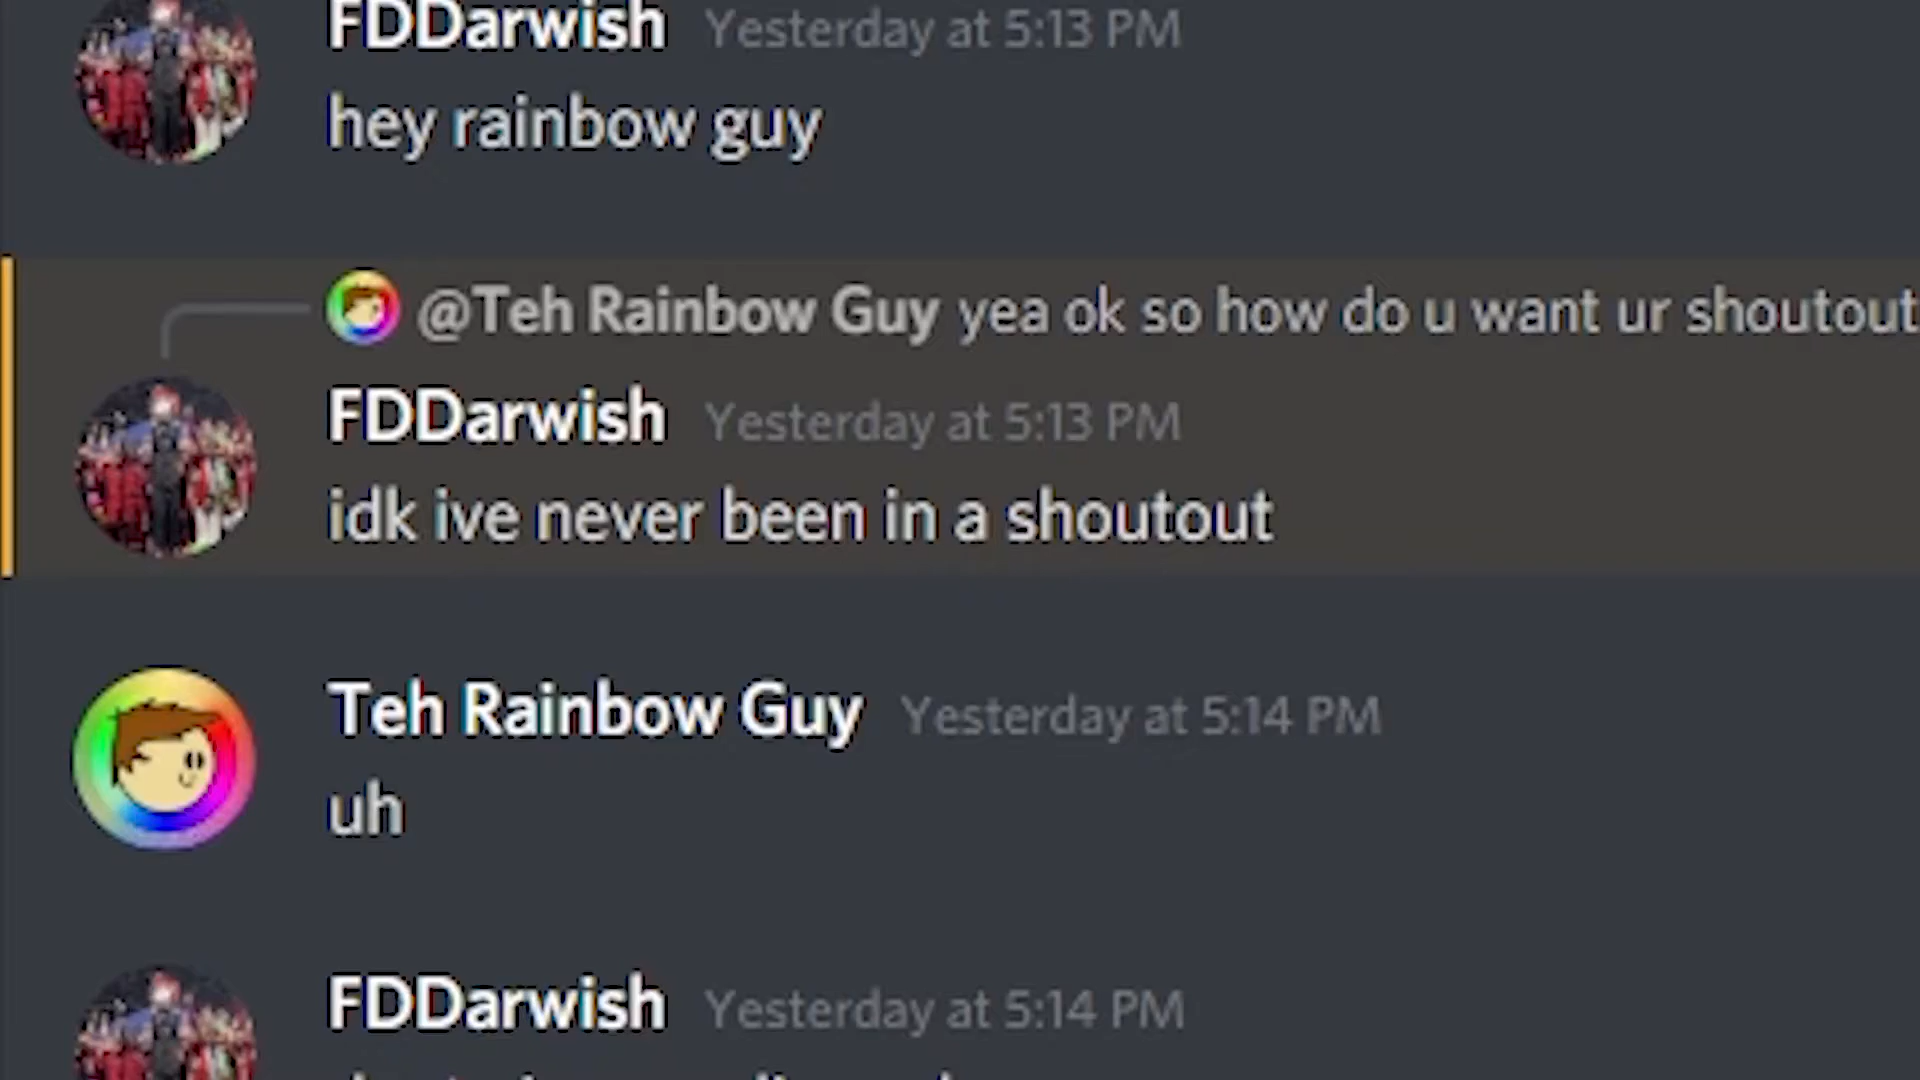 FDDarwish Yesterday at 5:13 PM
hey rainbow guy
@Teh Rainbow Guy yea ok so how do u want ur shoutout
FDDarwish Yesterday at 5:13 PM
idk ive never been in a shoutout
Teh Rainbow Guy Yesterday at 5:14 PM
uh
FDDarwish Yesterday at 5:14 PM